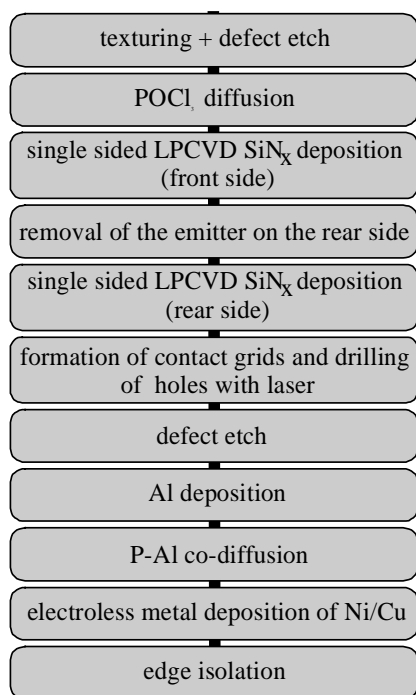 texturing + defect etch
POCl, diffusion
single sided LPCVD SiNX deposition
(front side)
removal of the emitter on the rear side
single sided LPCVD SiNX deposition
(rear side)
formation of contact grids and drilling
of holes with laser
defect etch
Al deposition
P-Al co-diffusion
electroless metal deposition of Ni/Cu
edge isolation